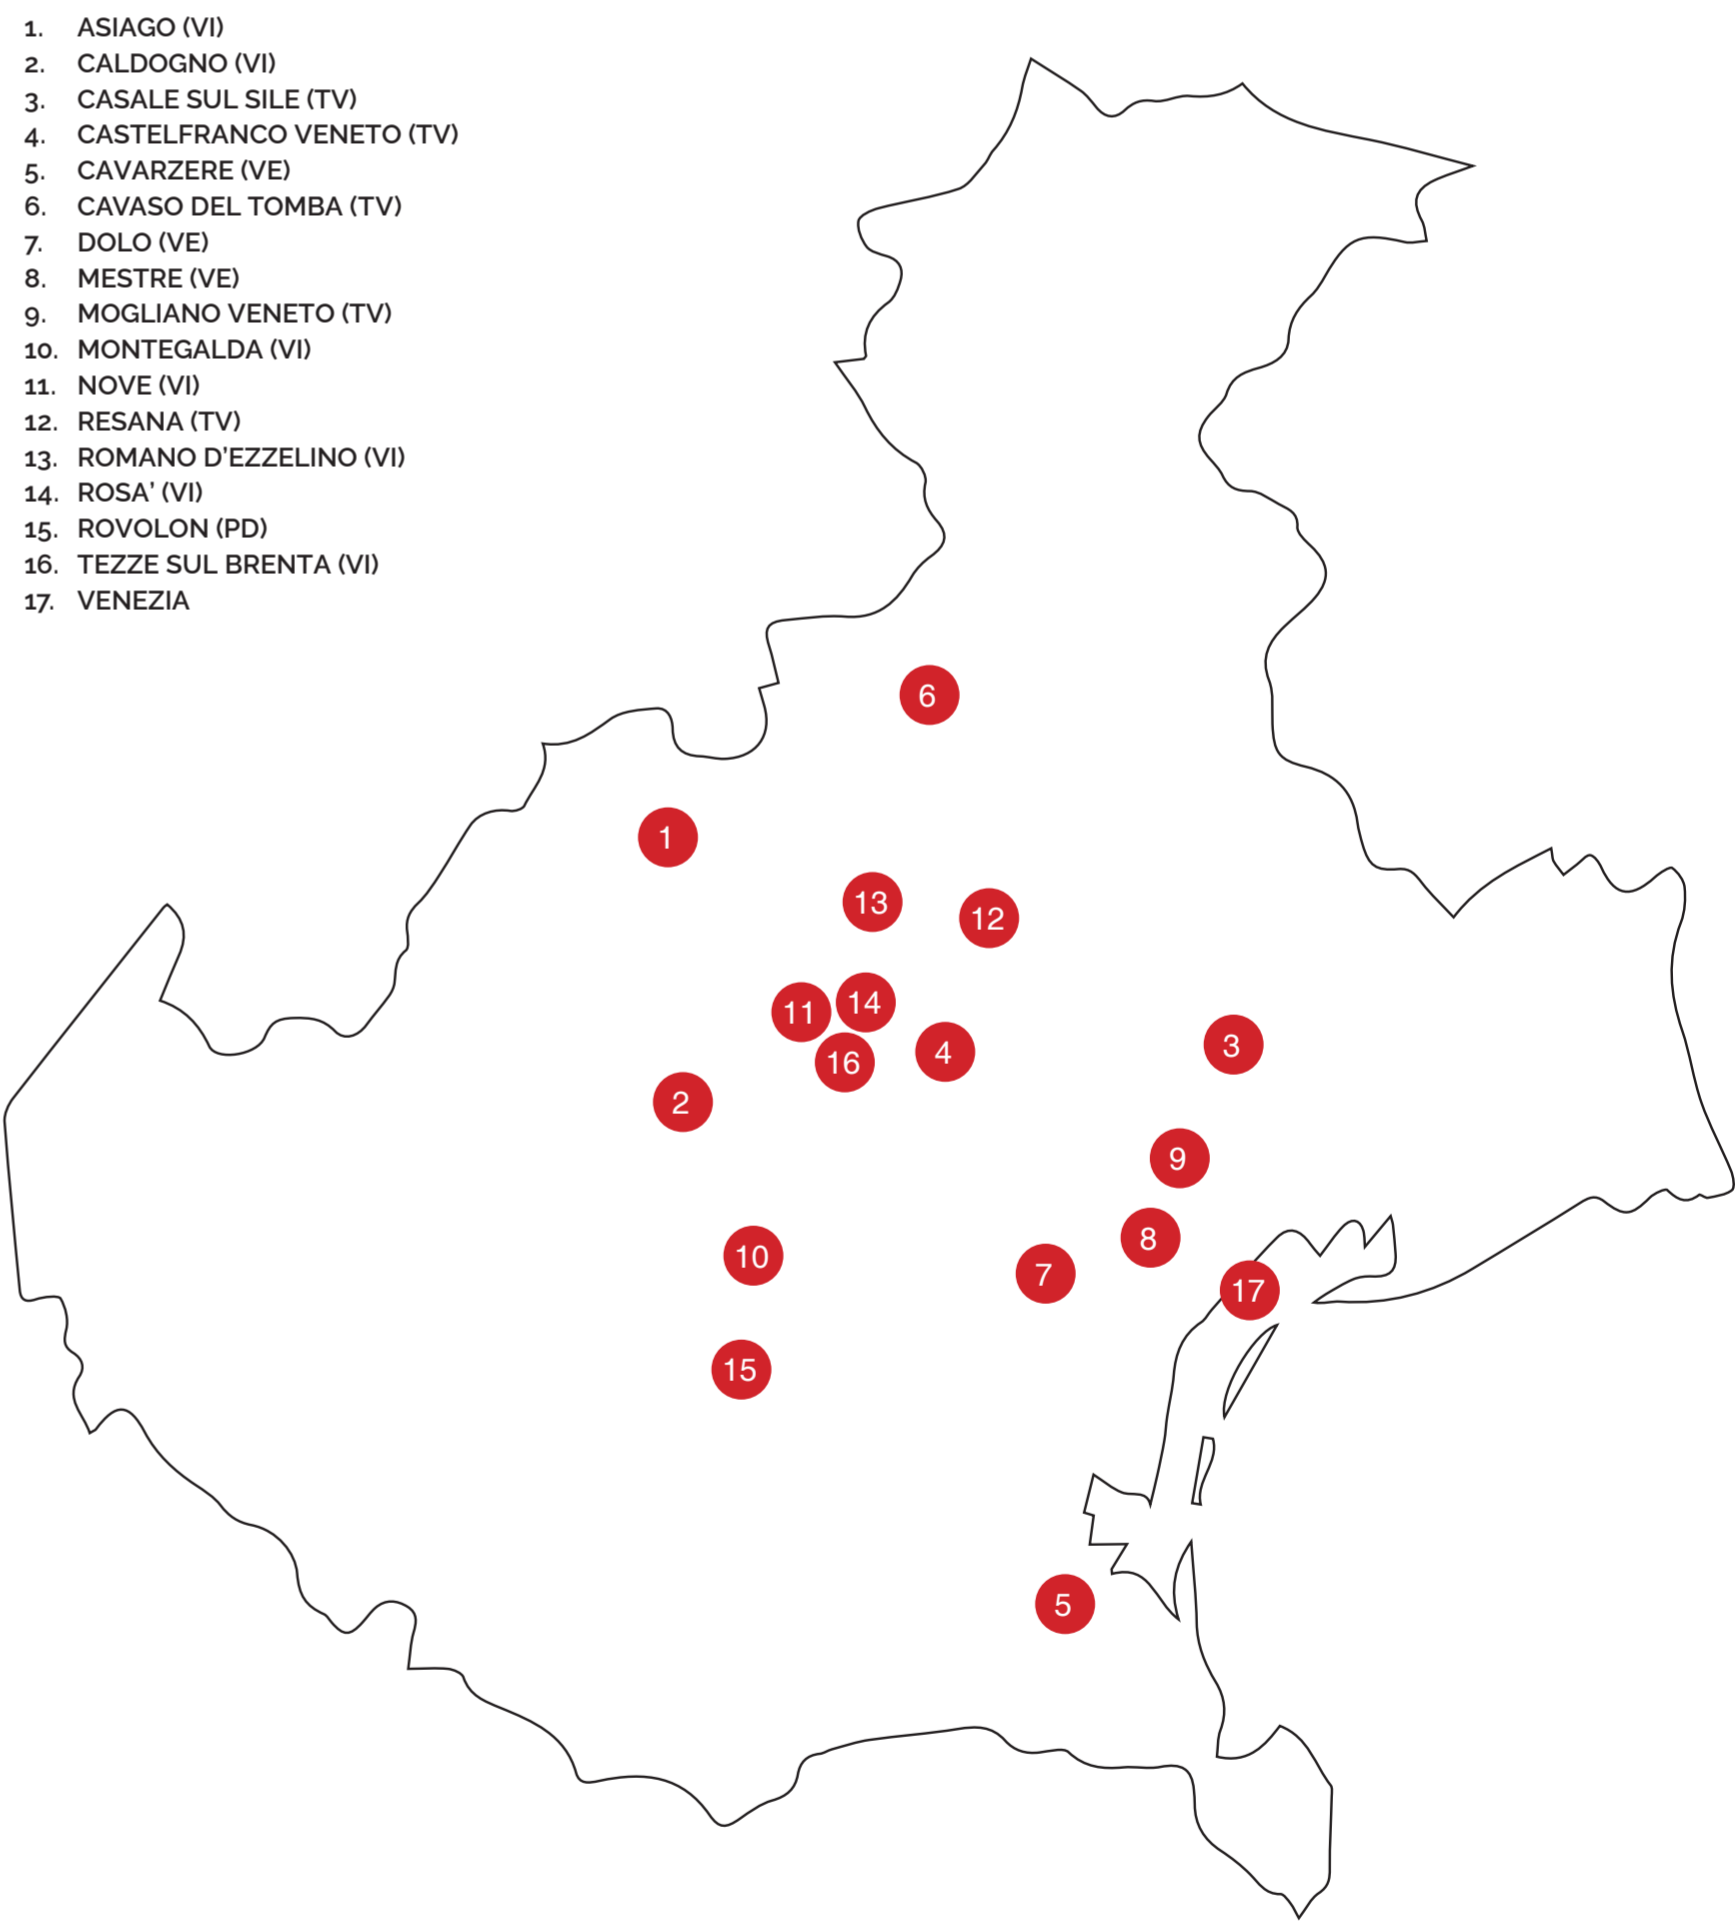 1. ASIAGO (VI)
2. CALDOGNO (VI)
3. CASALE SUL SILE (TV)
4. CASTELFRANCO VENETO (TV)
5. CAVARZERE (VE)
6. CAVASO DEL TOMBA (TV)
7. DOLO (VE)
8. MESTRE (VE)
9. MOGLIANO VENETO (TV)
10. MONTEGALDA (VI)
11. NOVE (VI)
12. RESANA (TV)
13. ROMANO D'EZZELINO (VI)
14. ROSA' (VI)
15. ROVOLON (PD)
16. TEZZE SUL BRENTA (VI)
17. VENEZIA
6
1
13
12
11
14
4
3
16
2
9
8
10
7
17
15
5